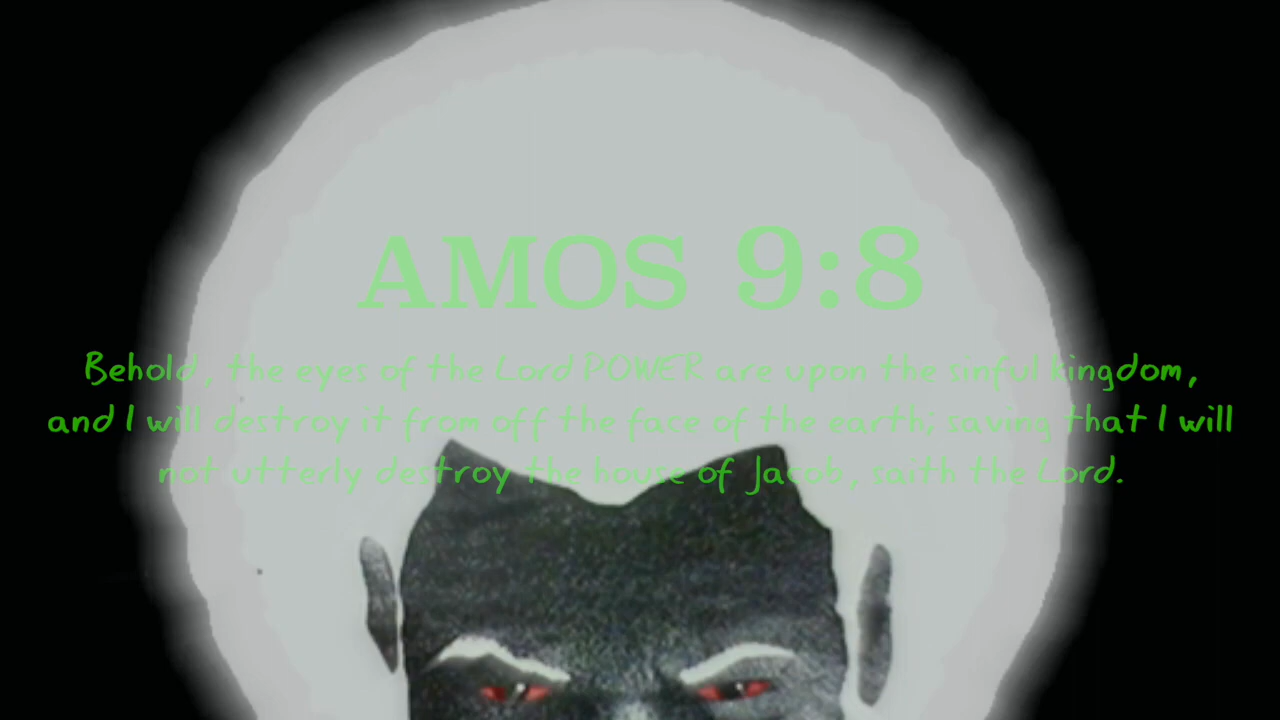 AMOS 9:8
Behold, the eyes of the Lord POWER are upon the sinful kingdom,
and I will destroy it from off the face of the earth; saving that I will
not utterly destroy the house of Jacob, saith the Lord.